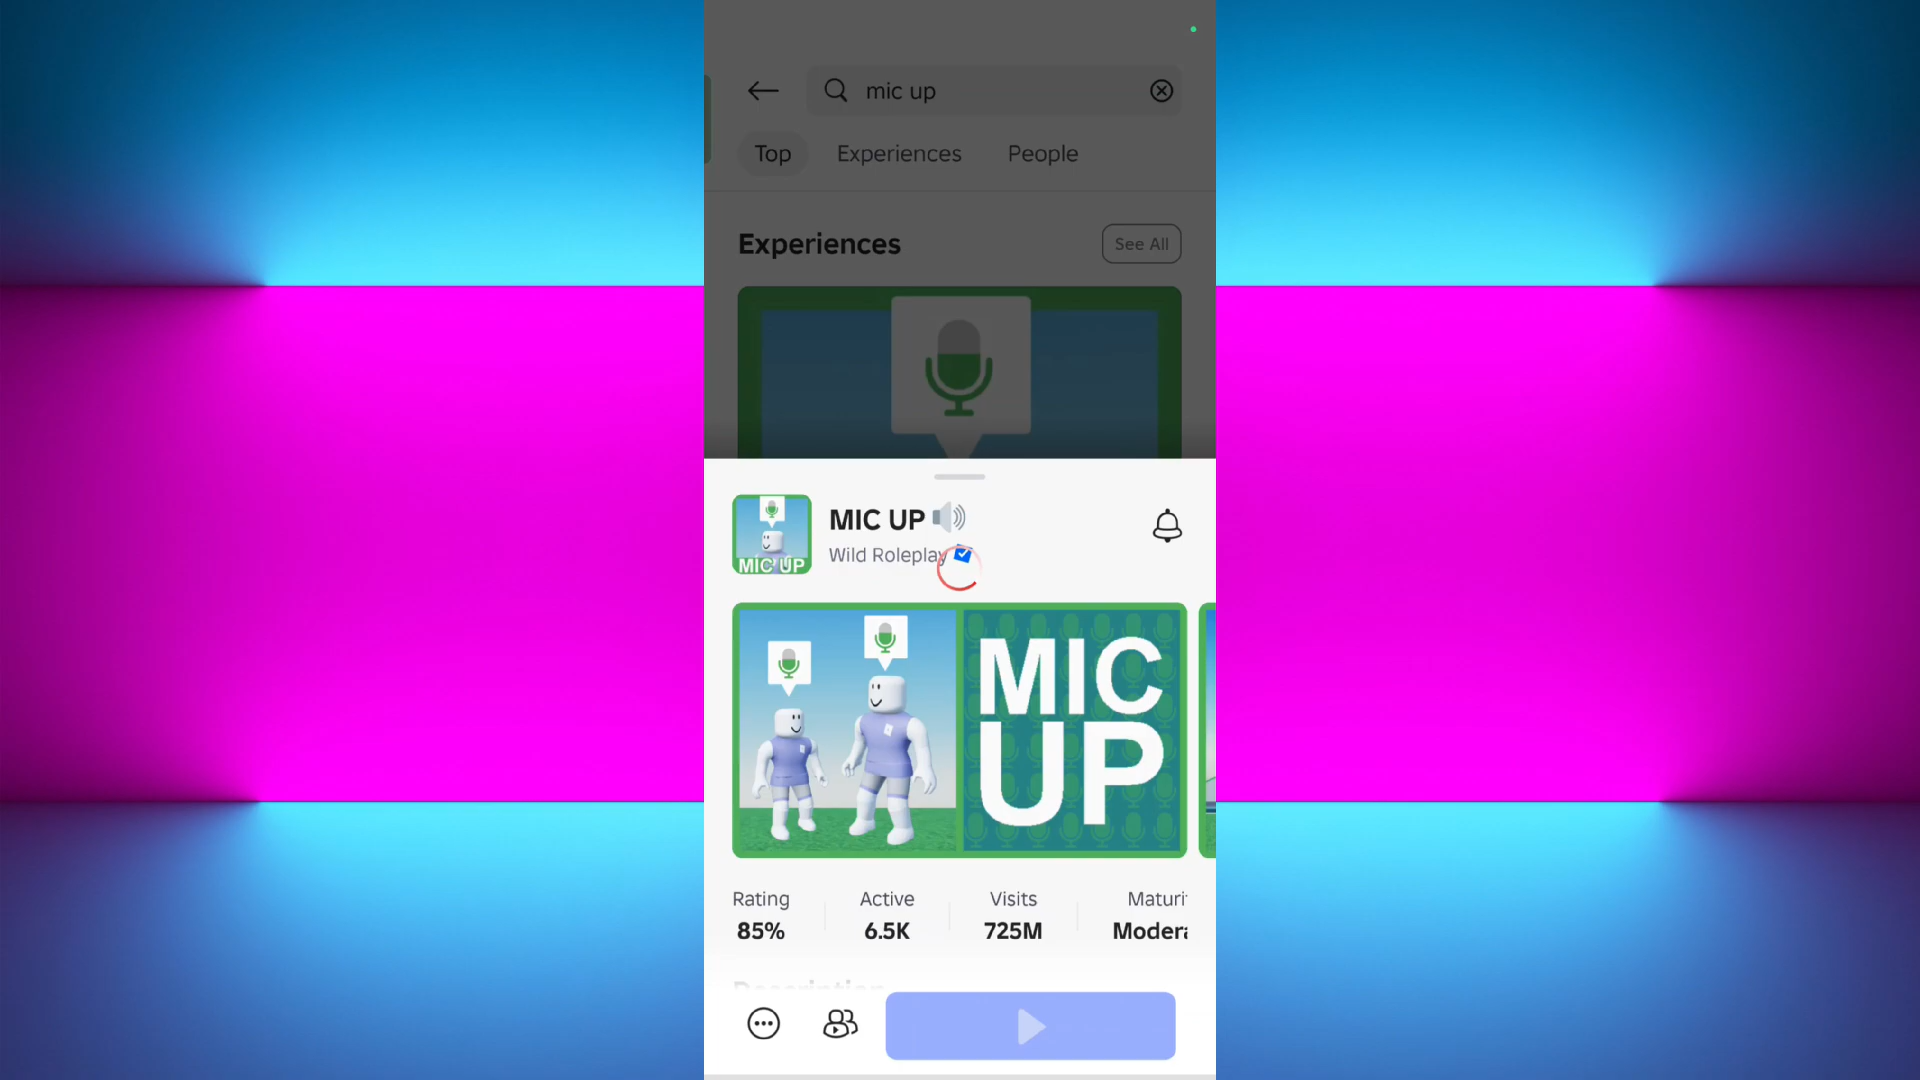 mic up
Top Experiences People
Experiences
See All
MIC UP
Wild Roleplay
MIC UP
MIC
UP
Rating Active Visits Maturi
85% 6.5K 725M Modera
Description